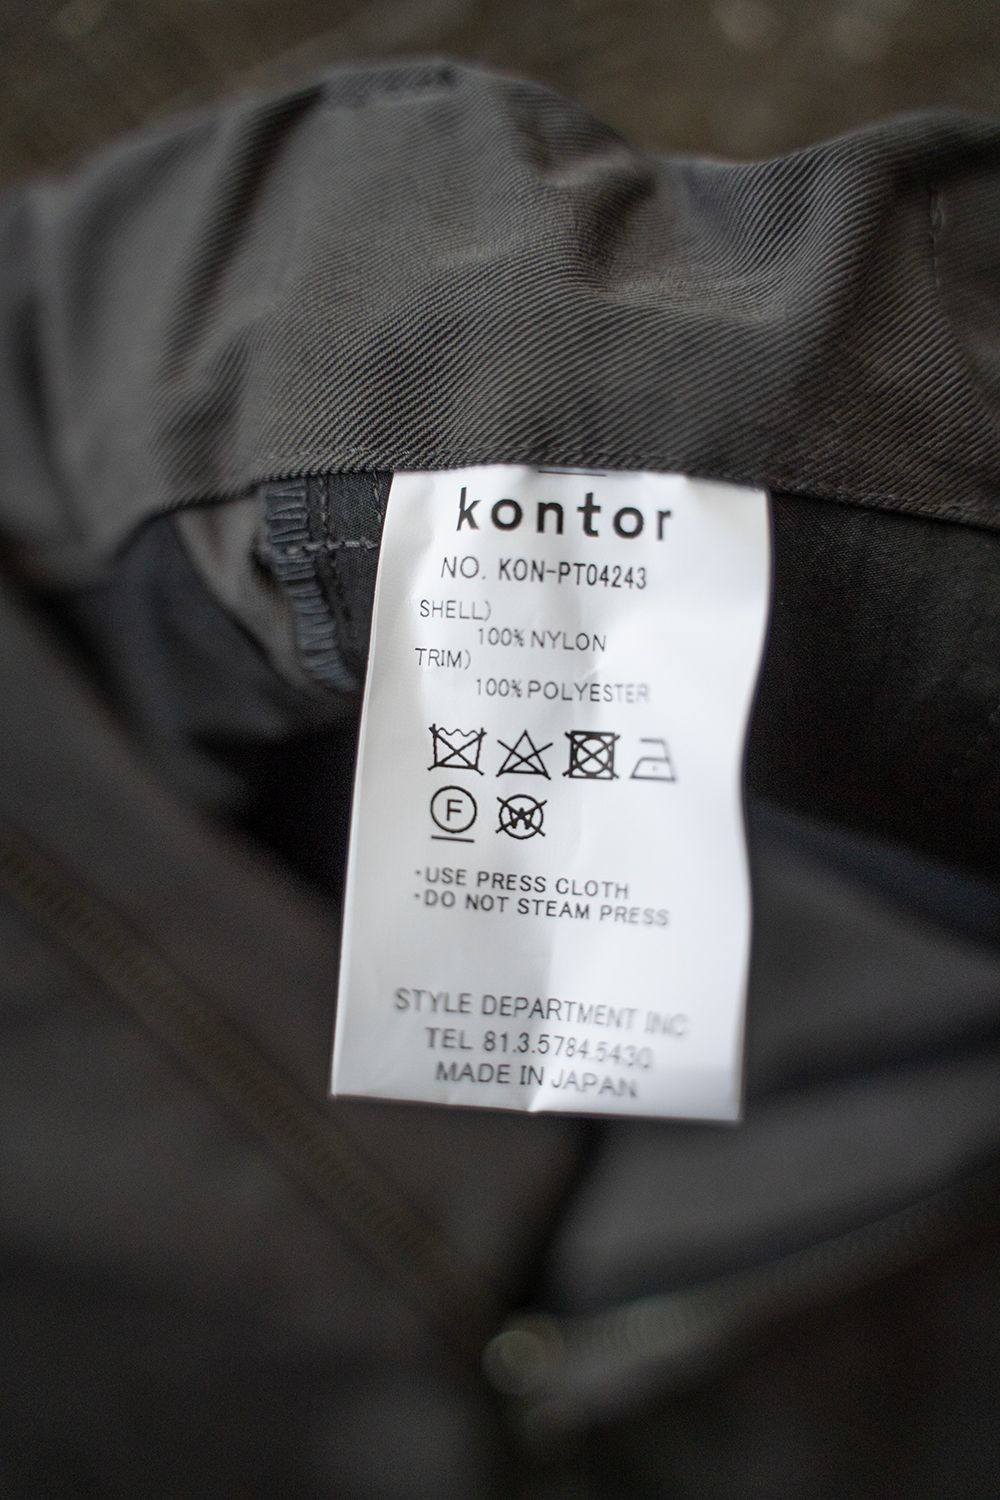 kontor
NO. KON-PT04243
SHELL)
100% NYLON
TRIM)
100% POLYESTER
F
W
·USE PRESS CLOTH
·DO NOT STEAM PRESS
STYLE DEPARTMENT INC
TEL 81.3.5784.5430
MADE IN JAPAN